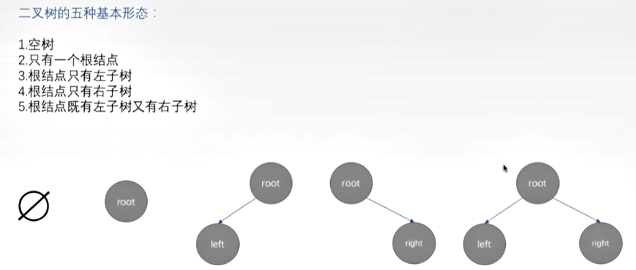 二叉树的五种基本形态：
1.空树
2.只有一个根结点
3.根结点只有左子树
4.根结点只有右子树
5.根结点既有左子树又有右子树
root
root
left
root
right
root
left
right